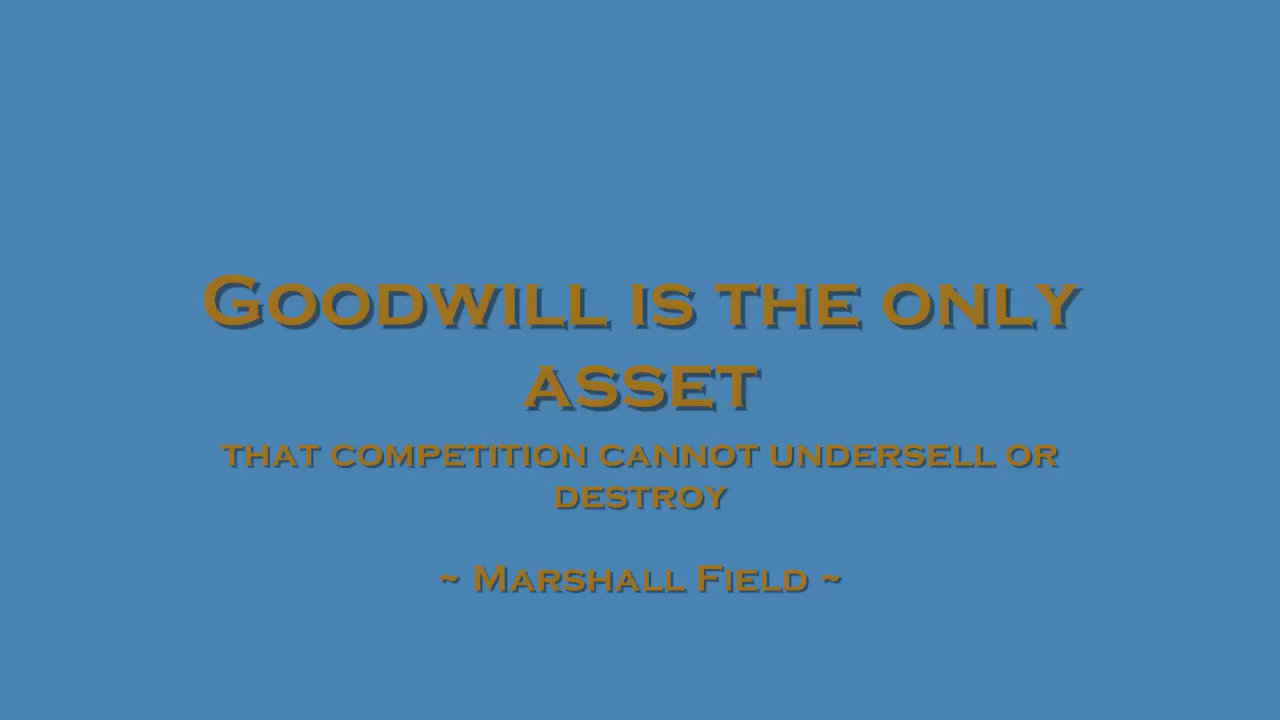 Goodwill is the only
asset
that competition cannot undersell or
destroy
~ Marshall Field ~